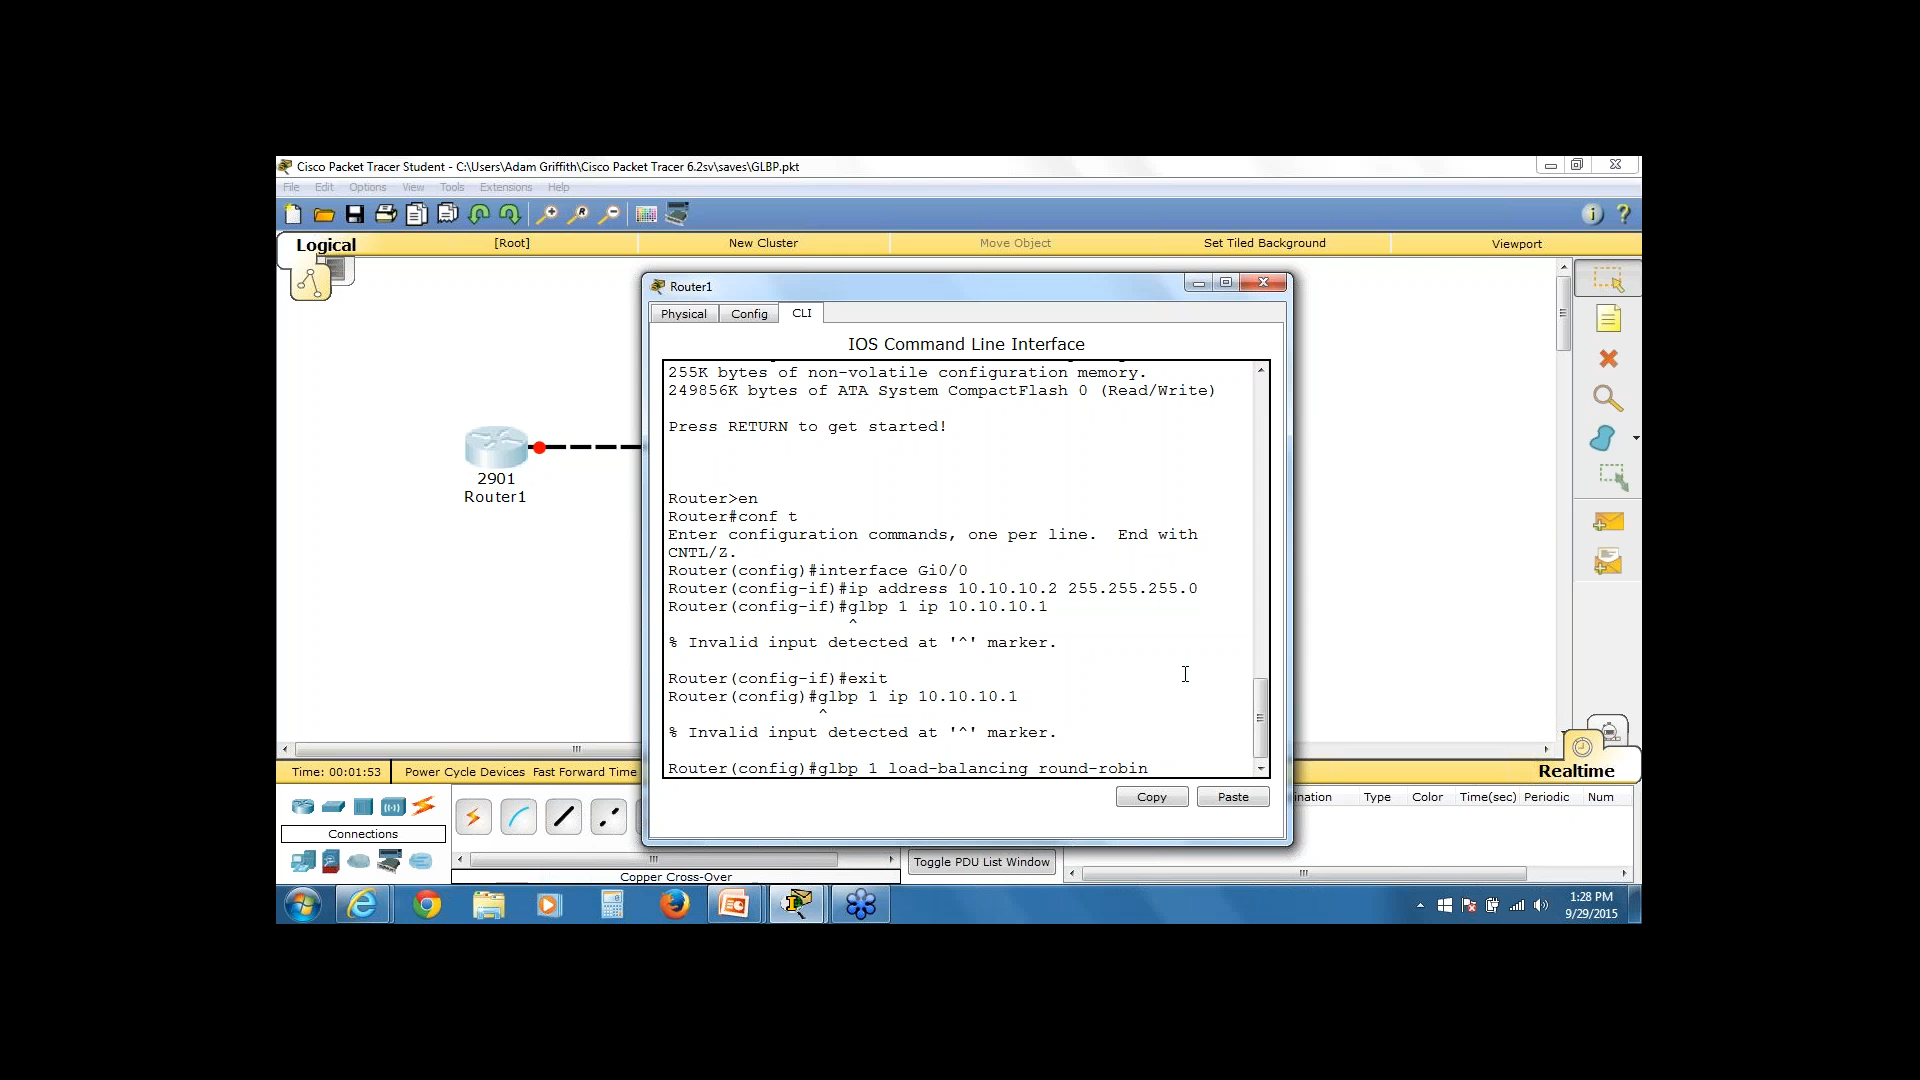 Cisco Packet Tracer Student - C:\Users\Adam Griffith\Cisco Packet Tracer 6.2sv\saves\GLBP.pkt
File Edit Options View Tools Extensions Help
Logical [Root] New Cluster Move Object Set Tiled Background Viewport
Router1
Physical Config CLI
IOS Command Line Interface
255K bytes of non-volatile configuration memory.
249856K bytes of ATA System CompactFlash 0 (Read/Write)
Press RETURN to get started!
Router>en
Router#conf t
Enter configuration commands, one per line.  End with
CNTL/Z.
Router(config)#interface Gi0/0
Router(config-if)#ip address 10.10.10.2 255.255.255.0
Router(config-if)#glbp 1 ip 10.10.10.1
^
% Invalid input detected at '^' marker.
Router(config-if)#exit
Router(config)#glbp 1 ip 10.10.10.1
^
% Invalid input detected at '^' marker.
Router(config)#glbp 1 load-balancing round-robin
Copy Paste
2901
Router1
Time: 00:01:53 Power Cycle Devices Fast Forward Time
Realtime
Connections
Copper Cross-Over
Toggle PDU List Window
ination Type Color Time(sec) Periodic Num
1:28 PM
9/29/2015